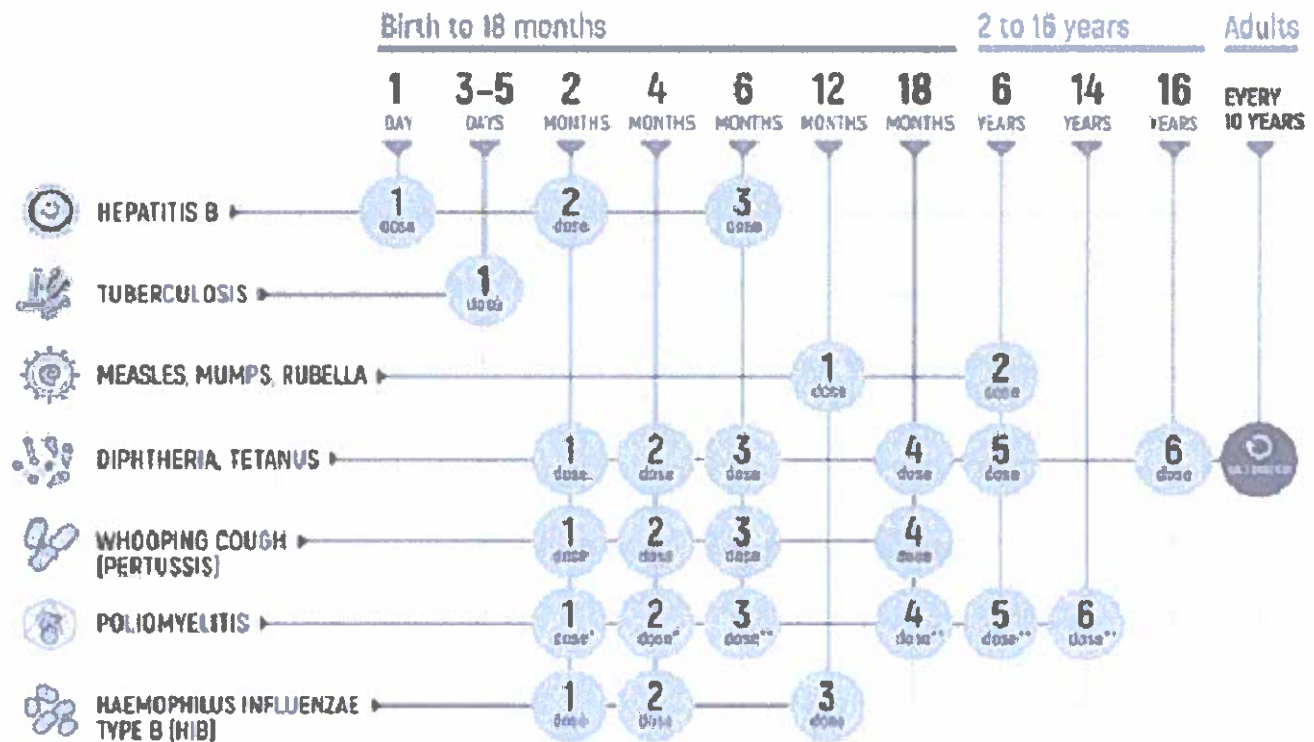 Birth to 18 months 2 to 16 years Adults
1 3–5 2 4 6 12 18 6 14 16 EVERY
DAY DAYS MONTHS MONTHS MONTHS MONTHS MONTHS YEARS YEARS YEARS 10 YEARS
HEPATITIS B 1 2 3
dose dose dose
TUBERCULOSIS 1
dose
MEASLES, MUMPS, RUBELLA 1 2
dose dose
DIPHTHERIA, TETANUS 1 2 3 4 5 6
dose dose dose dose dose dose
WHOOPING COUGH 1 2 3 4
(PERTUSSIS) dose dose dose dose
POLIOMYELITIS 1 2 3 4 5 6
dose* dose* dose** dose** dose** dose**
HAEMOPHILUS INFLUENZAE 1 2 3
TYPE B (HIB) dose dose dose